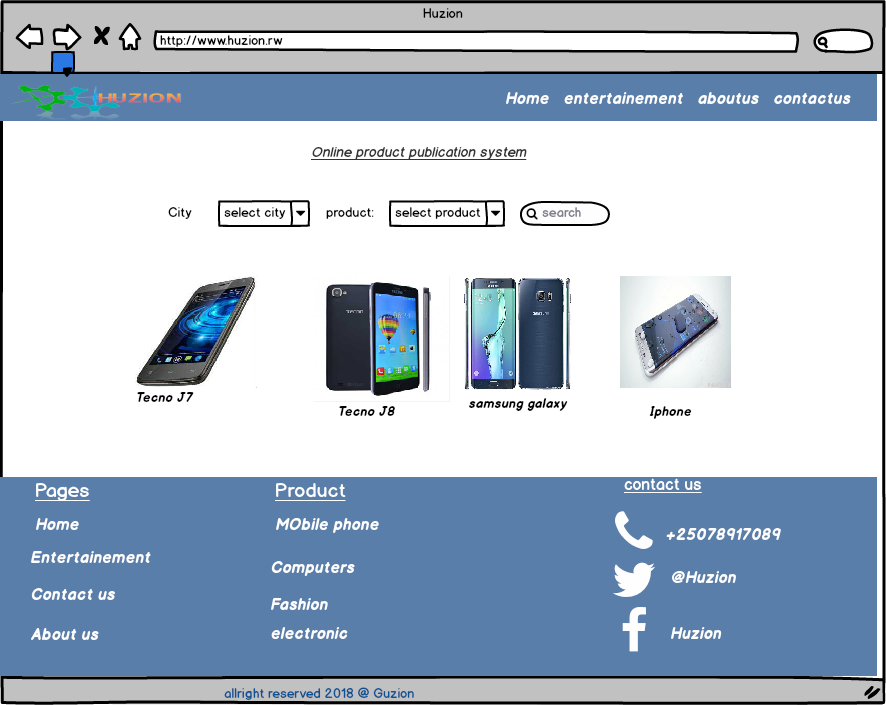 Huzion
http://www.huzion.rw
HUZION
Home entertainement aboutus contactus
Online product publication system
City select city product: select product search
Tecno J7
Tecno J8
samsung galaxy
Iphone
Pages
Home
Entertainement
Contact us
About us
Product
MObile phone
Computers
Fashion
electronic
contact us
+25078917089
@Huzion
Huzion
allright reserved 2018 @ Guzion